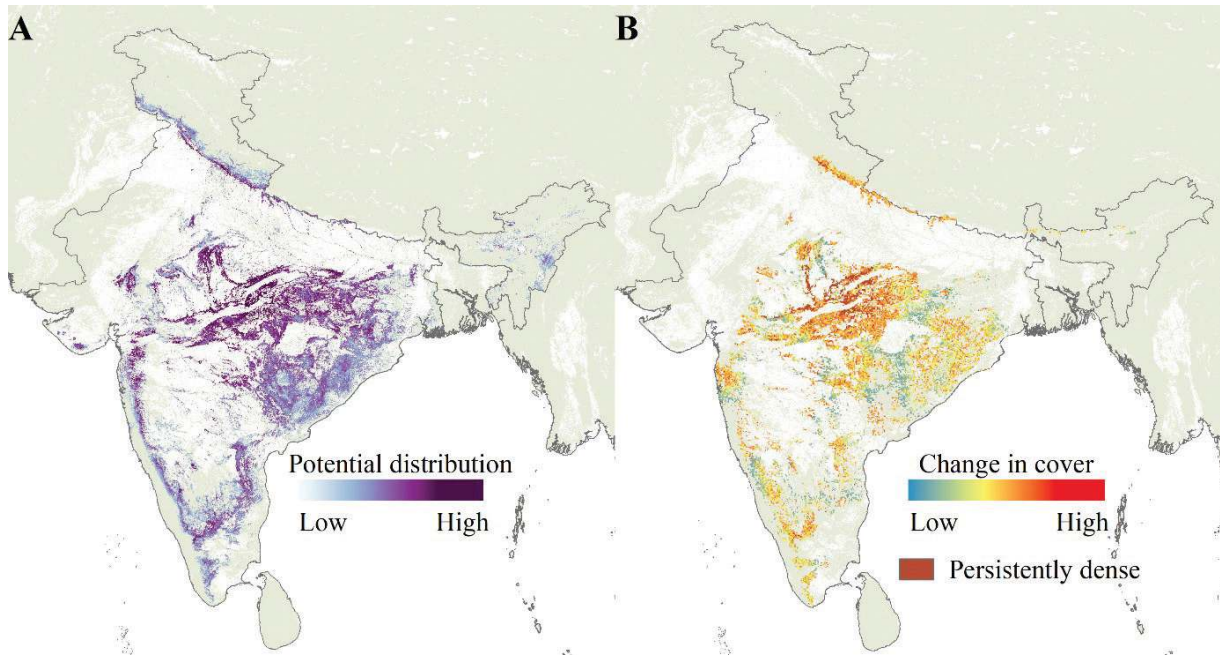 A
B
Potential distribution
Low High
Change in cover
Low High
Persistently dense